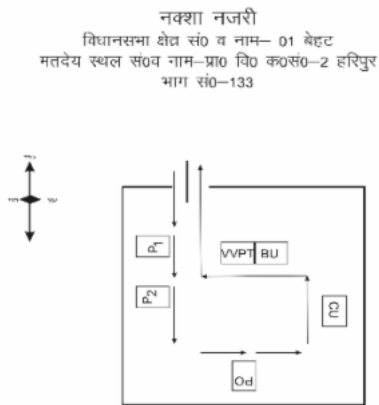 नक्शा नजरी
विधानसभा क्षेत्र सं0 व नाम– 01 बेहट
मतदेय स्थल सं0व नाम–प्रा0 वि0 क0सं0–2 हरिपुर
भाग सं0–133
P1
VVPT BU
P2
CU
PO